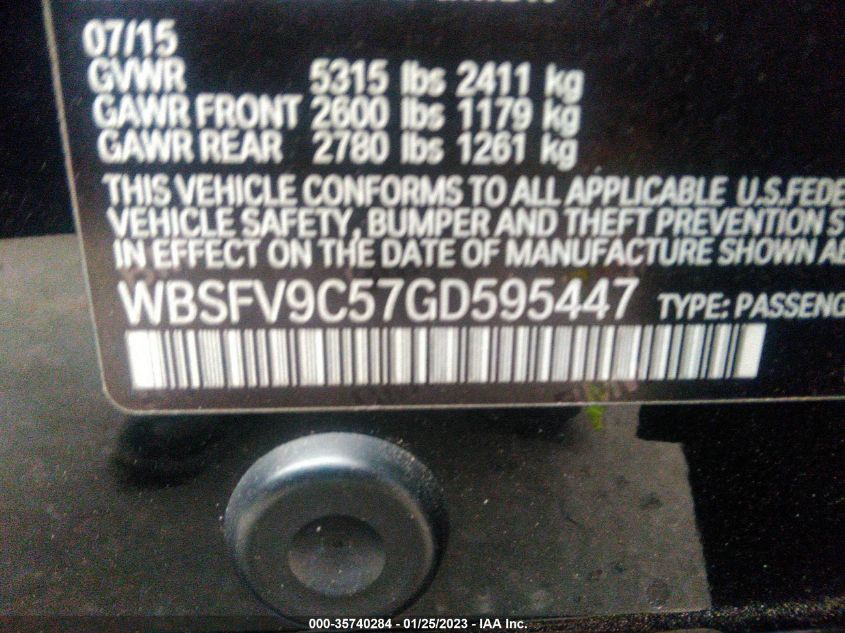 07/15
GVWR 5315 lbs 2411 kg
GAWR FRONT 2600 lbs 1179 kg
GAWR REAR 2780 lbs 1261 kg
THIS VEHICLE CONFORMS TO ALL APPLICABLE U.S.FEDE
VEHICLE SAFETY, BUMPER AND THEFT PREVENTION S
IN EFFECT ON THE DATE OF MANUFACTURE SHOWN AB
WBSFV9C57GD595447 TYPE: PASSENG
000-35740284 - 01/25/2023 - IAA Inc.